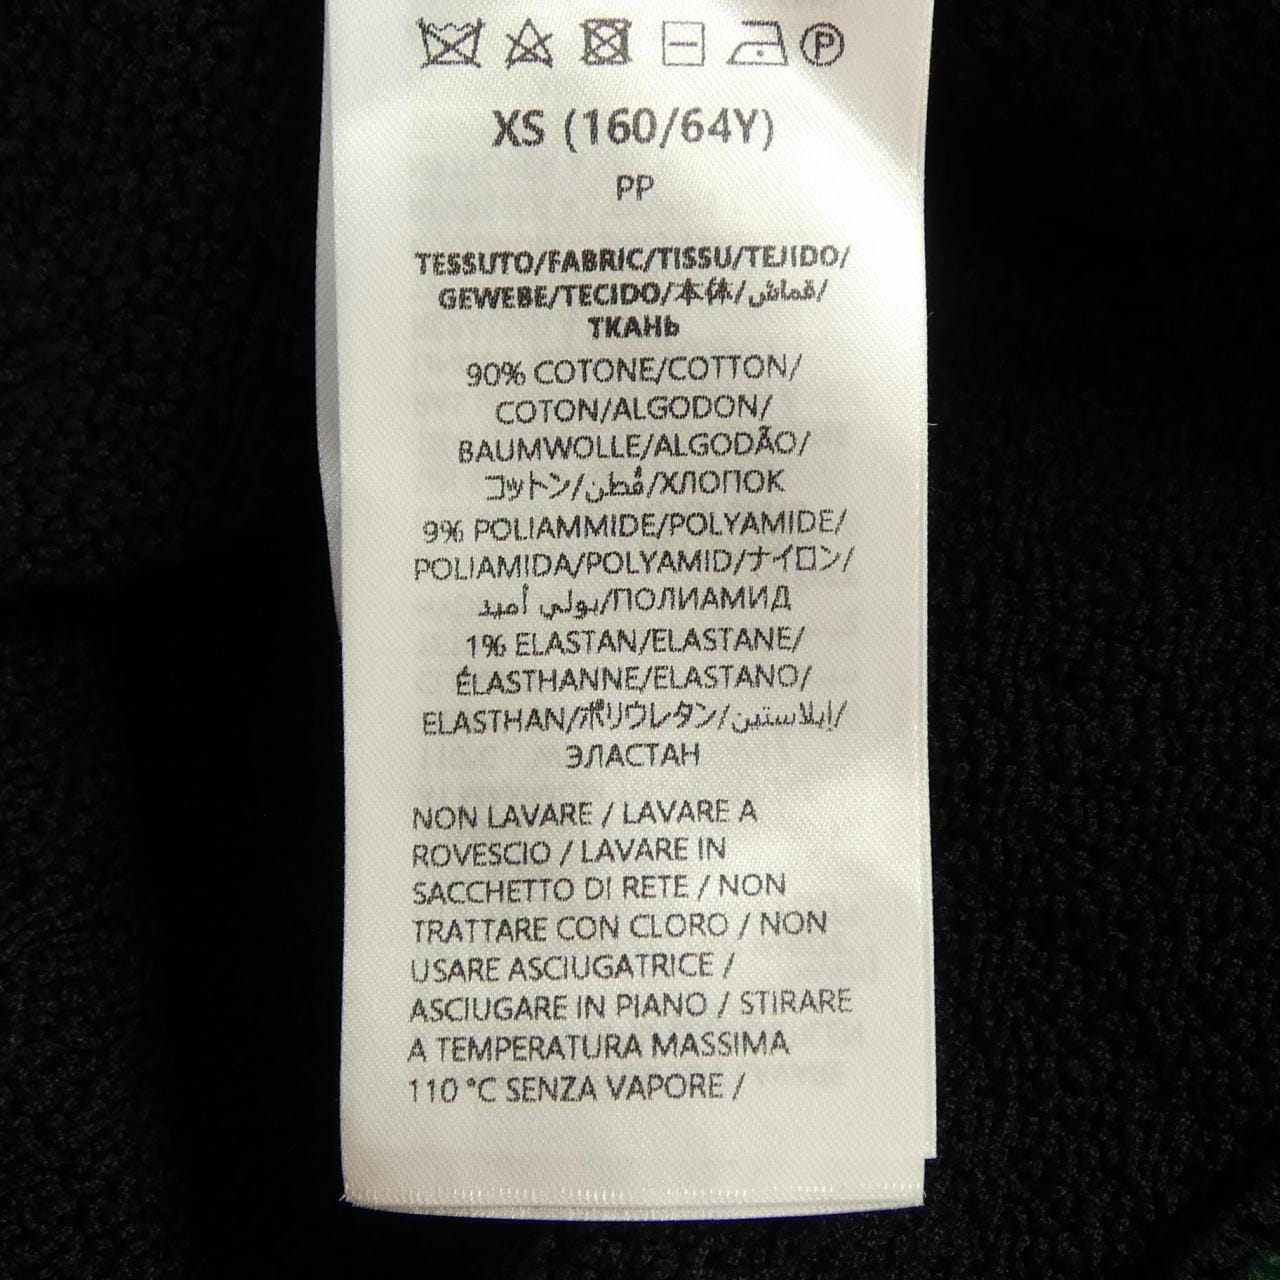 XS (160/64Y)
PP
TESSUTO/FABRIC/TISSU/TEJIDO/
GEWEBE/TECIDO/本体/قماش/
ТКАНЬ
90% COTONE/COTTON/
COTON/ALGODON/
BAUMWOLLE/ALGODÃO/
コットン/قُطن/ХЛОПОК
9% POLIAMMIDE/POLYAMIDE/
POLIAMIDA/POLYAMID/ナイロン/
بولي أميد/ПОЛИАМИД
1% ELASTAN/ELASTANE/
ÉLASTHANNE/ELASTANO/
ELASTHAN/ポリウレタン/إيلاستين/
ЭЛАСТАН
NON LAVARE / LAVARE A
ROVESCIO / LAVARE IN
SACCHETTO DI RETE / NON
TRATTARE CON CLORO / NON
USARE ASCIUGATRICE /
ASCIUGARE IN PIANO / STIRARE
A TEMPERATURA MASSIMA
110 °C SENZA VAPORE /